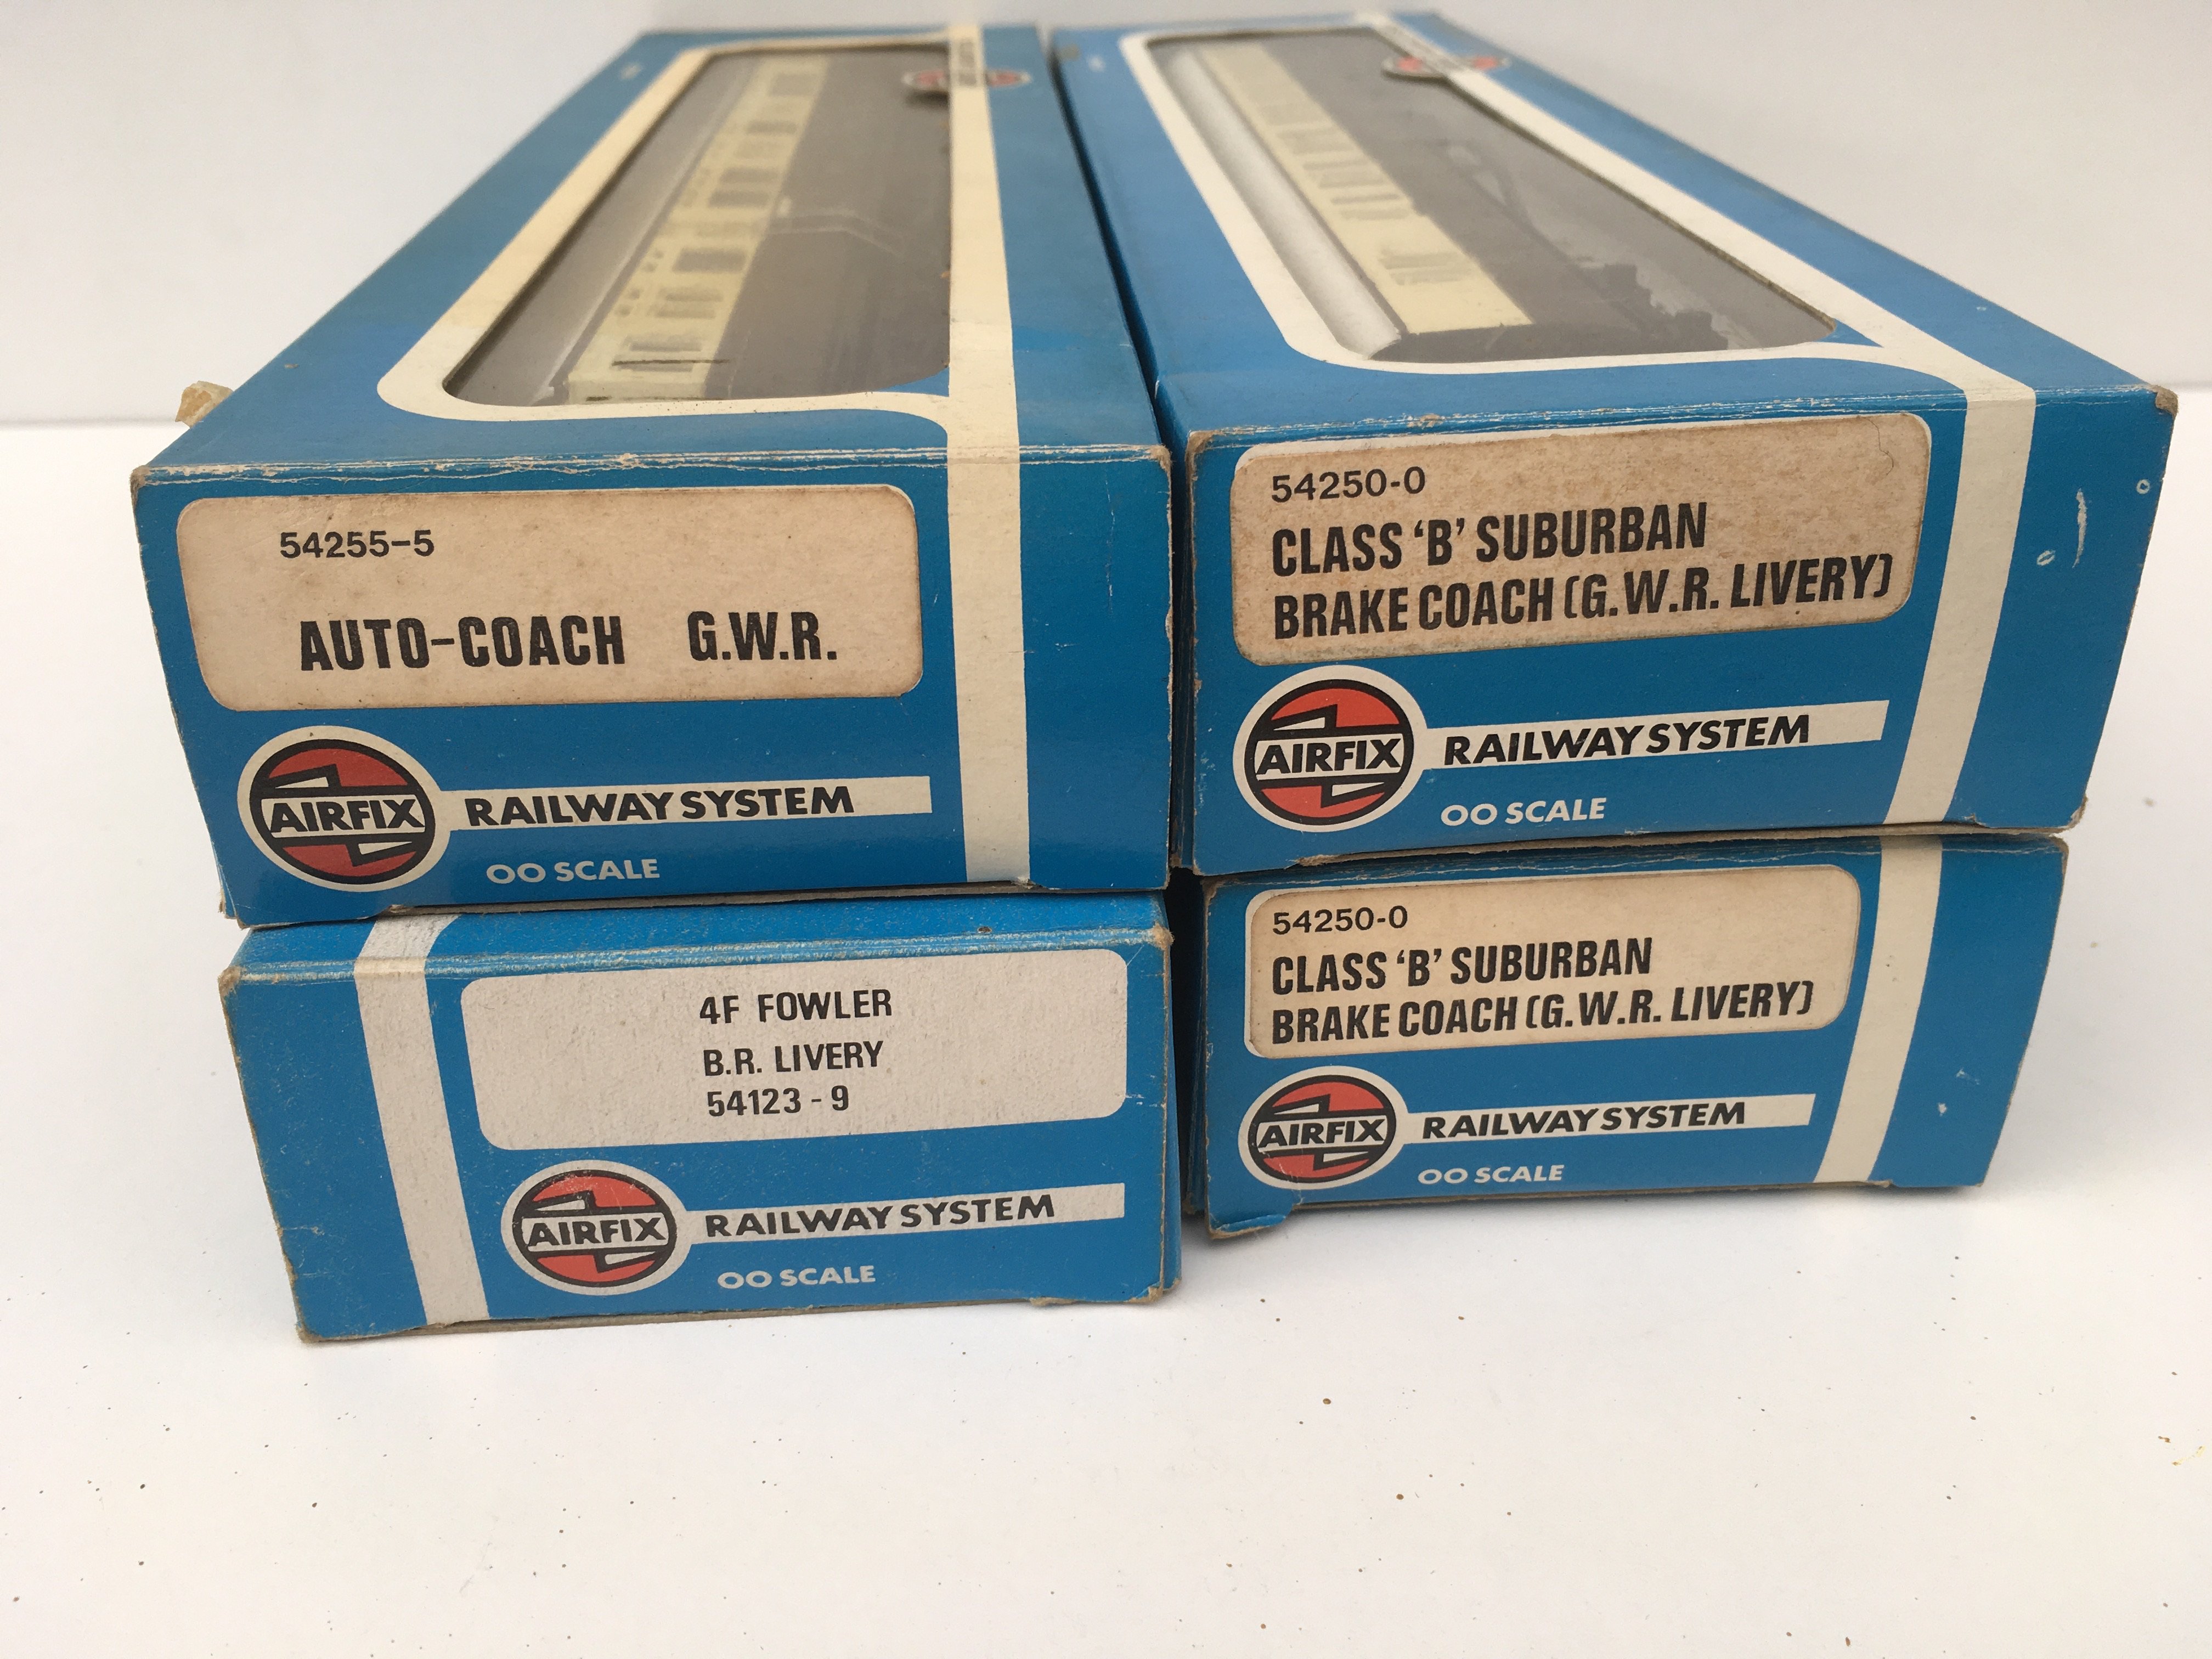 54255-5
AUTO-COACH G.W.R.
AIRFIX RAILWAY SYSTEM
OO SCALE
54250-0
CLASS ‘B’ SUBURBAN
BRAKE COACH (G.W.R. LIVERY)
AIRFIX RAILWAY SYSTEM
OO SCALE
4F FOWLER
B.R. LIVERY
54123-9
AIRFIX RAILWAY SYSTEM
OO SCALE
54250-0
CLASS ‘B’ SUBURBAN
BRAKE COACH (G.W.R. LIVERY)
AIRFIX RAILWAY SYSTEM
OO SCALE